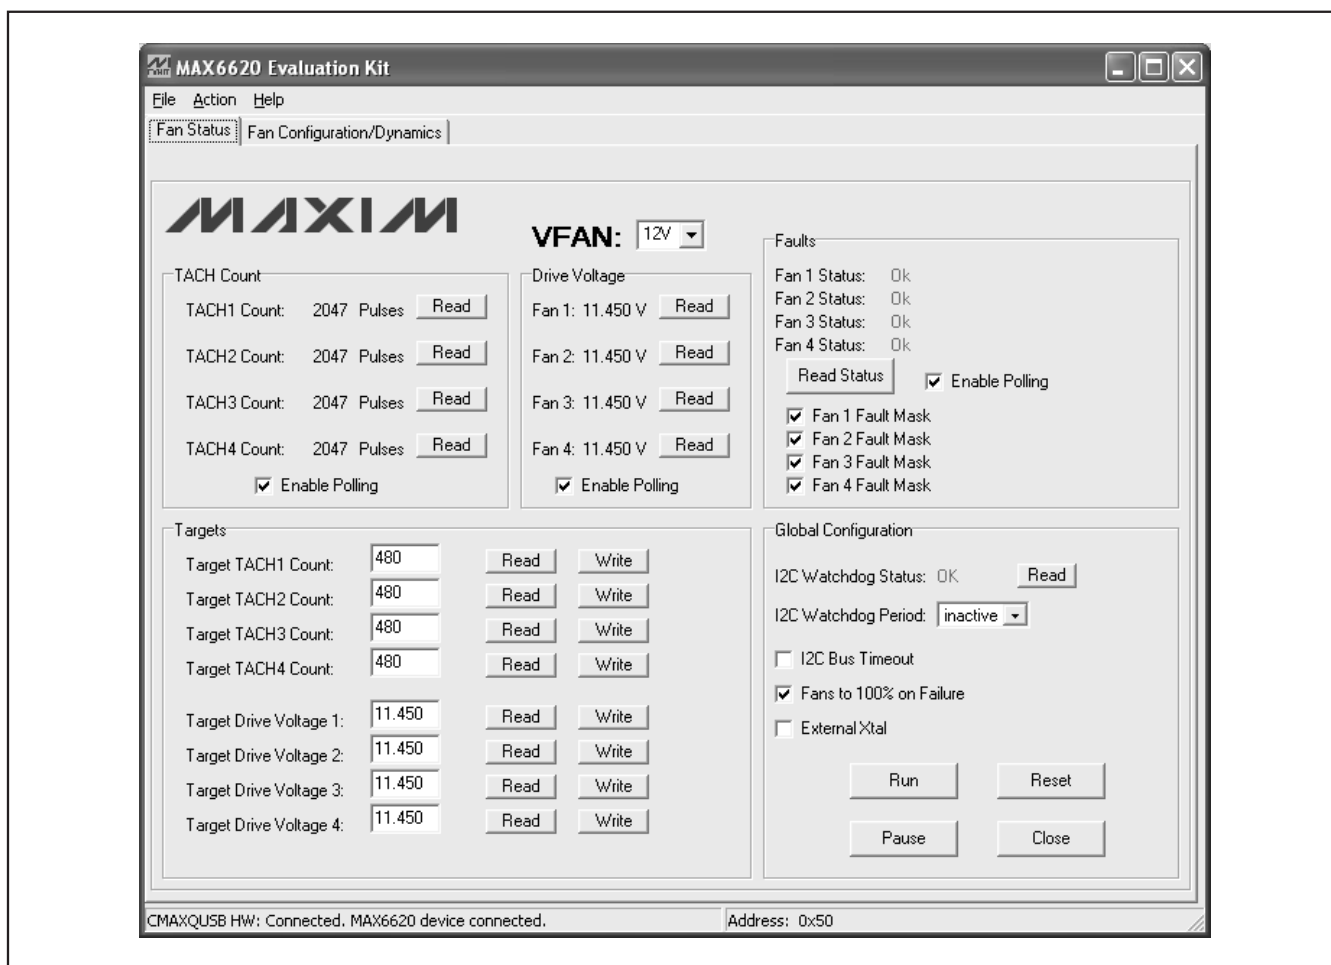 MAX6620 Evaluation Kit
File Action Help
Fan Status Fan Configuration/Dynamics
MAXIM
VFAN: 12V
TACH Count
TACH1 Count: 2047 Pulses Read
TACH2 Count: 2047 Pulses Read
TACH3 Count: 2047 Pulses Read
TACH4 Count: 2047 Pulses Read
Enable Polling
Drive Voltage
Fan 1: 11.450 V Read
Fan 2: 11.450 V Read
Fan 3: 11.450 V Read
Fan 4: 11.450 V Read
Enable Polling
Faults
Fan 1 Status: Ok
Fan 2 Status: Ok
Fan 3 Status: Ok
Fan 4 Status: Ok
Read Status Enable Polling
Fan 1 Fault Mask
Fan 2 Fault Mask
Fan 3 Fault Mask
Fan 4 Fault Mask
Targets
Target TACH1 Count: 480 Read Write
Target TACH2 Count: 480 Read Write
Target TACH3 Count: 480 Read Write
Target TACH4 Count: 480 Read Write
Target Drive Voltage 1: 11.450 Read Write
Target Drive Voltage 2: 11.450 Read Write
Target Drive Voltage 3: 11.450 Read Write
Target Drive Voltage 4: 11.450 Read Write
Global Configuration
I2C Watchdog Status: OK Read
I2C Watchdog Period: inactive
I2C Bus Timeout
Fans to 100% on Failure
External Xtal
Run Reset
Pause Close
CMAXQUSB HW: Connected. MAX6620 device connected. Address: 0x50